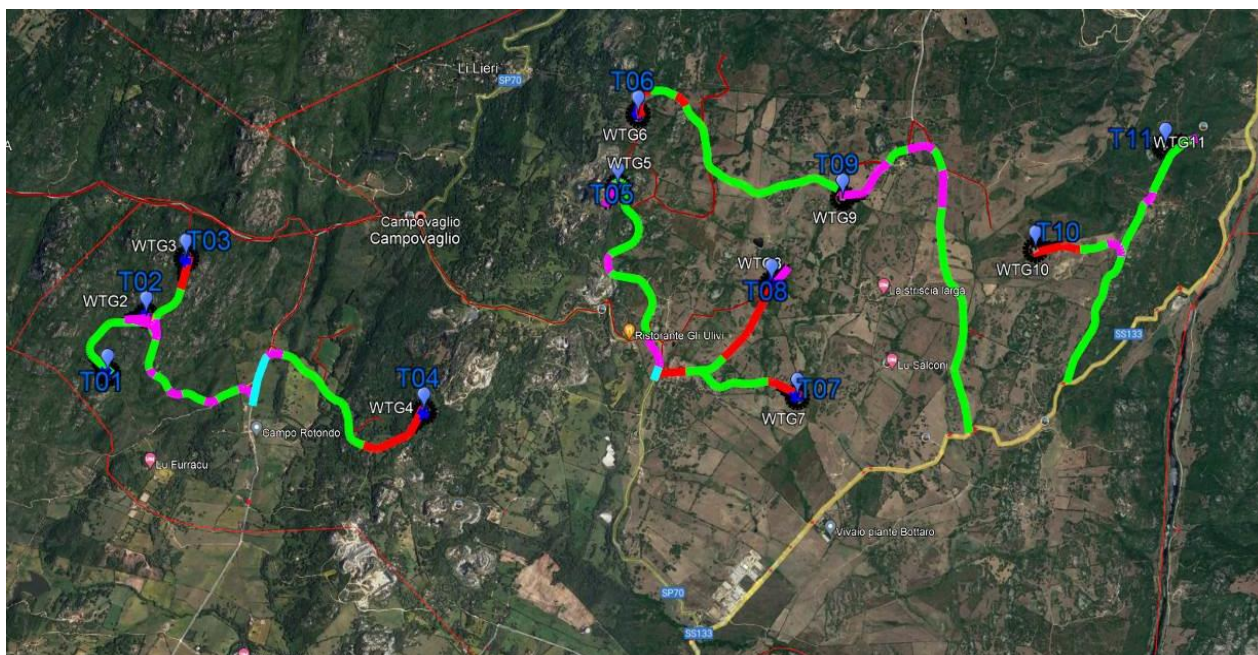 Li Lieri
SP70
T06
WTG6
A
WTG5
T05
T09
WTG9
T11
WTG11
Campovaglio
Campovaglio
T03
WTG3
T10
WTG10
T02
WTG2
T08
La striscia larga
Ristorante Gli Ulivi
SS133
T01
Lu Salconi
T04
WTG4
T07
WTG7
Campo Rotondo
Lu Furracu
Vivaio piante Bottaro
SP70
SS133